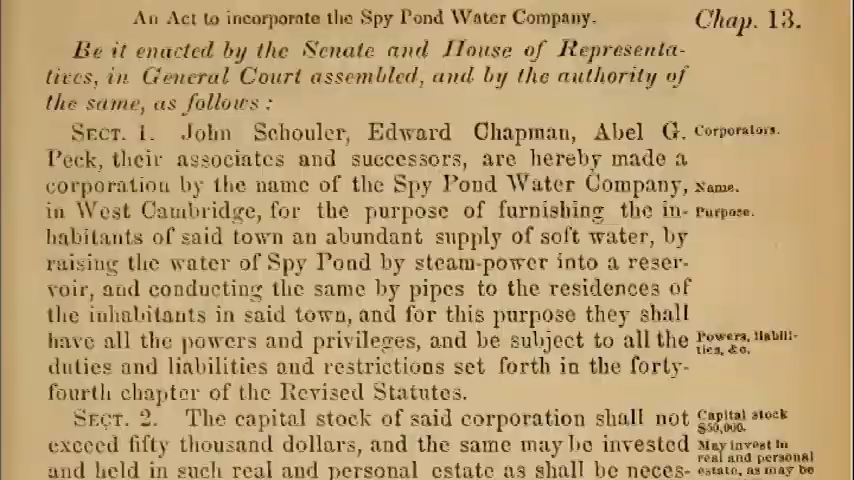 An Act to incorporate the Spy Pond Water Company.
Chap. 13.
Be it enacted by the Senate and House of Representa-
tives, in General Court assembled, and by the authority of
the same, as follows :
SECT. 1. John Schouler, Edward Chapman, Abel G.
Corporators.
Peck, their associates and successors, are hereby made a
corporation by the name of the Spy Pond Water Company,
Name.
in West Cambridge, for the purpose of furnishing the in-
Purpose.
habitants of said town an abundant supply of soft water, by
raising the water of Spy Pond by steam-power into a reser-
voir, and conducting the same by pipes to the residences of
the inhabitants in said town, and for this purpose they shall
have all the powers and privileges, and be subject to all the
Powers, liabili-
ties, &c.
duties and liabilities and restrictions set forth in the forty-
fourth chapter of the Revised Statutes.
SECT. 2. The capital stock of said corporation shall not
Capital stock
$50,000.
exceed fifty thousand dollars, and the same may be invested
May invest in
real and personal
and held in such real and personal estate as shall be neces-
estate, as may be